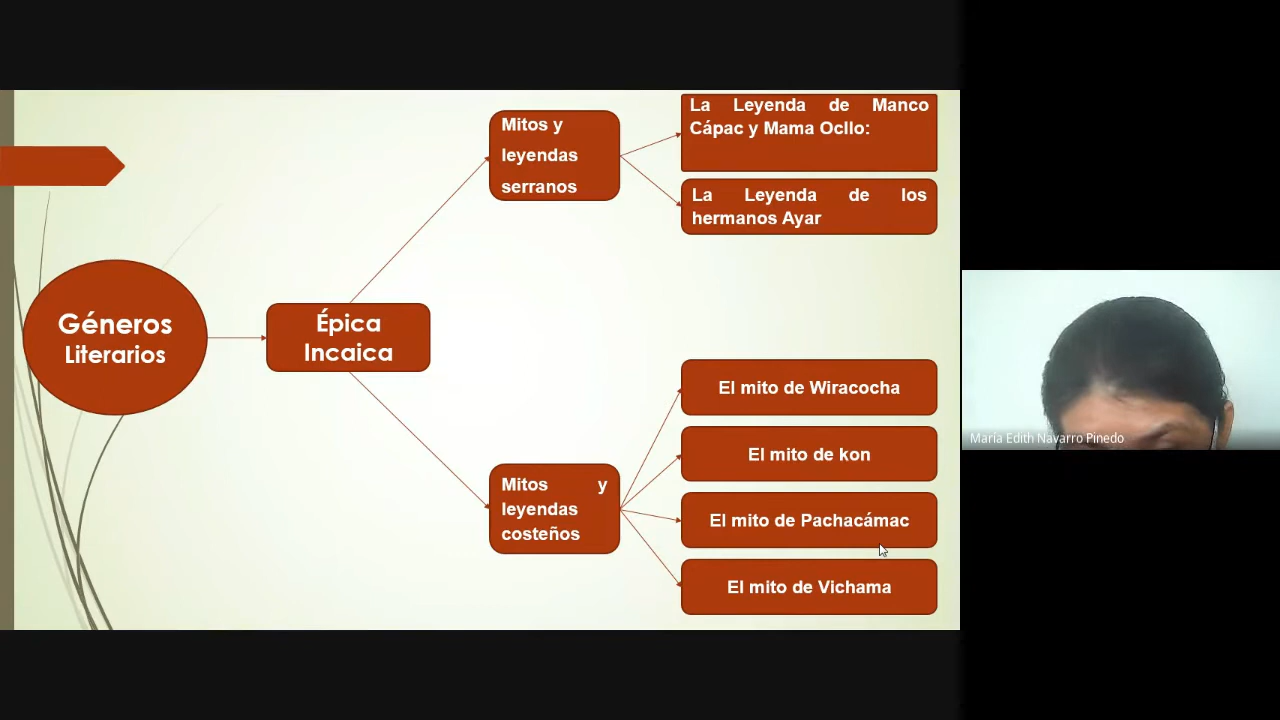 Géneros
Literarios
Épica
Incaica
Mitos y
leyendas
serranos
La Leyenda de Manco
Cápac y Mama Ocllo:
La Leyenda de los
hermanos Ayar
Mitos y
leyendas
costeños
El mito de Wiracocha
El mito de kon
El mito de Pachacámac
El mito de Vichama
María Edith Navarro Pinedo